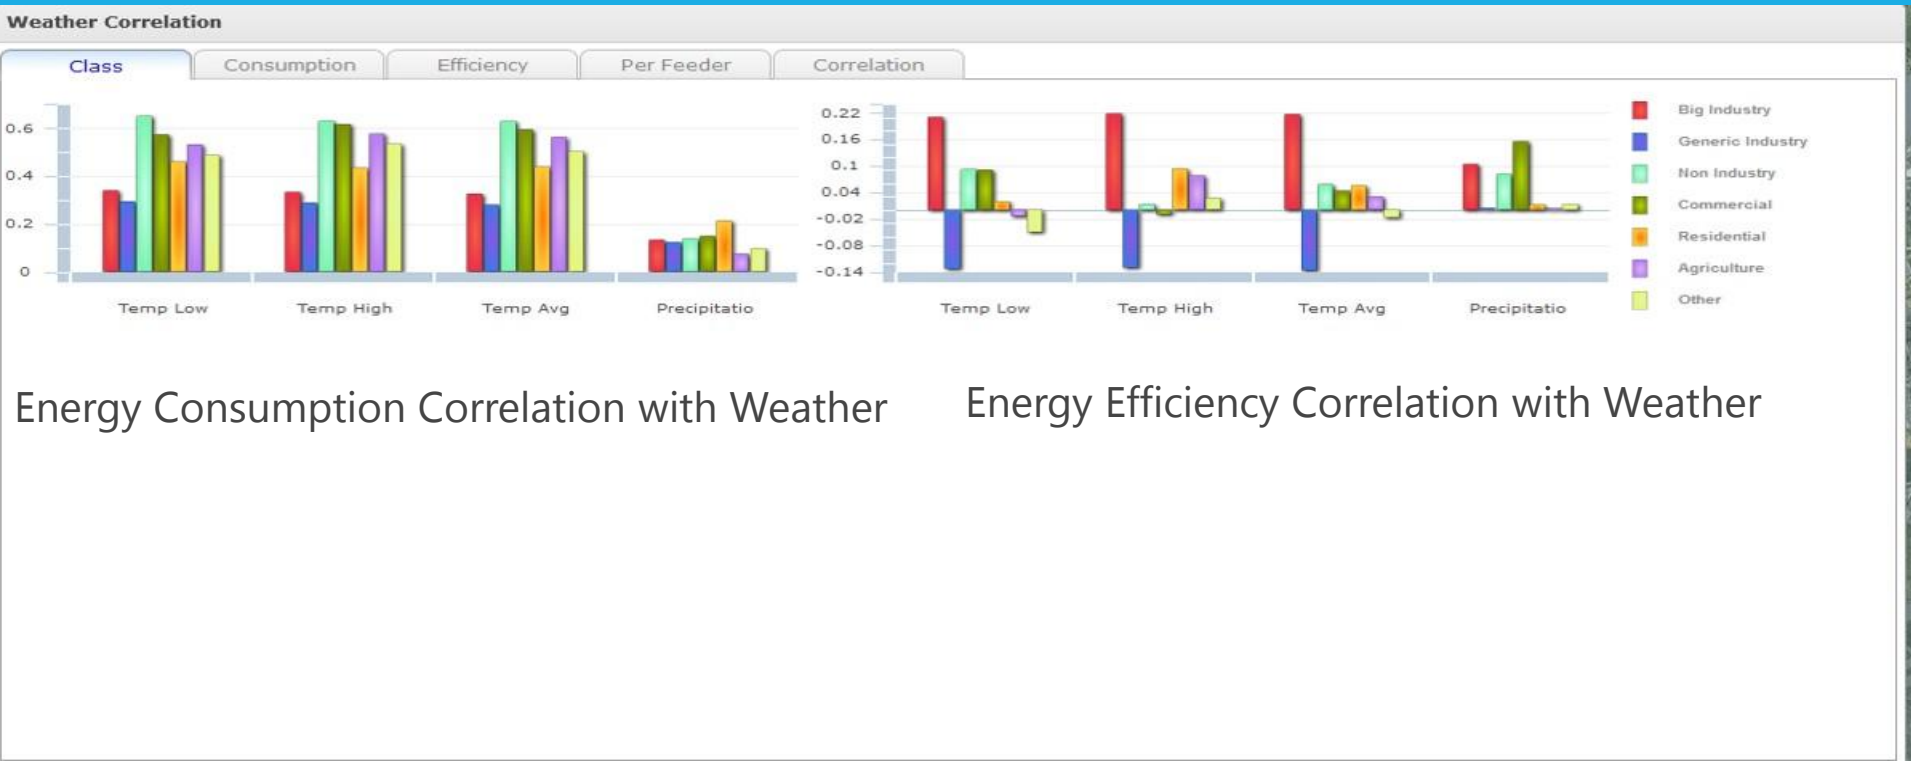 Weather Correlation
Class Consumption Efficiency Per Feeder Correlation
0.6
0.4
0.2
0
Temp Low Temp High Temp Avg Precipitatio
0.22
0.16
0.1
0.04
-0.02
-0.08
-0.14
Temp Low Temp High Temp Avg Precipitatio
Big Industry
Generic Industry
Non Industry
Commercial
Residential
Agriculture
Other
Energy Consumption Correlation with Weather
Energy Efficiency Correlation with Weather